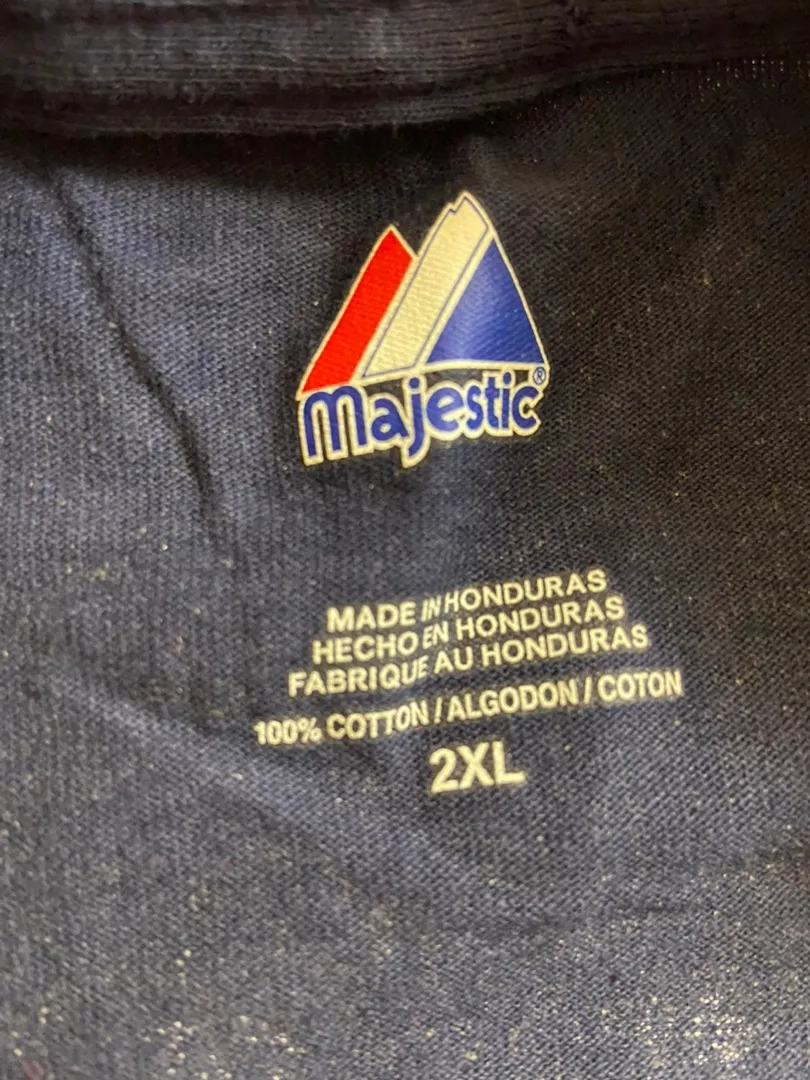 Majestic®
MADE IN HONDURAS
HECHO EN HONDURAS
FABRIQUE AU HONDURAS
100% COTTON / ALGODON / COTON
2XL